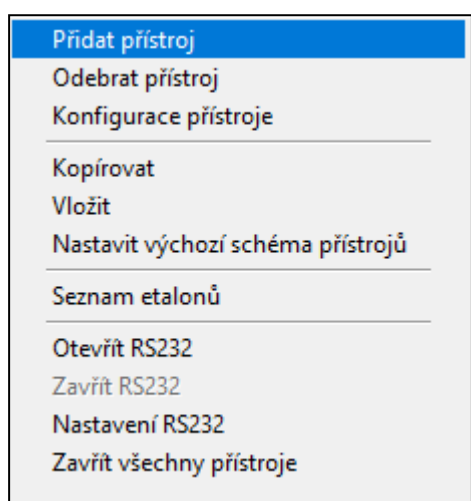 Přidat přístroj
Odebrat přístroj
Konfigurace přístroje
Kopírovat
Vložit
Nastavit výchozí schéma přístrojů
Seznam etalonů
Otevřít RS232
Zavřít RS232
Nastavení RS232
Zavřít všechny přístroje